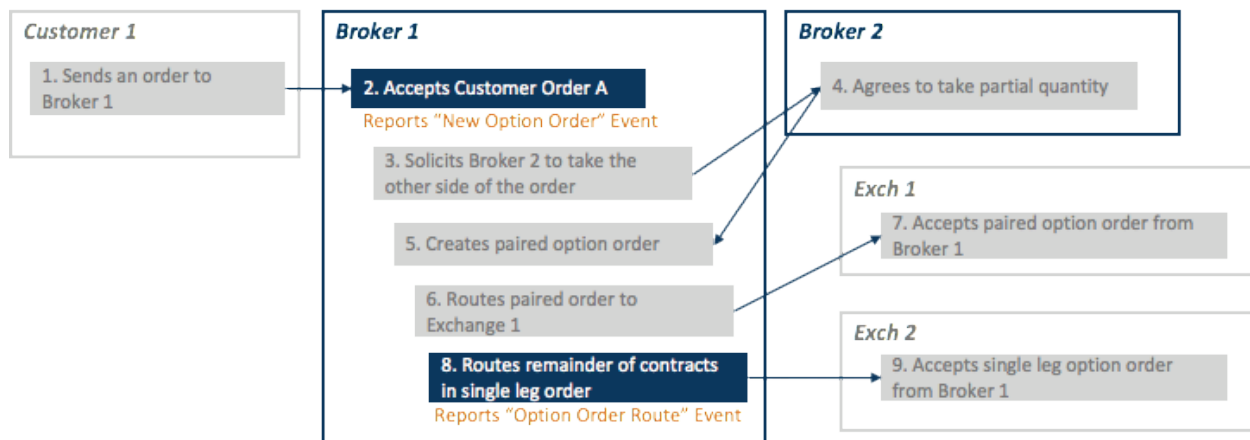 Customer 1
1. Sends an order to
Broker 1
Broker 1
2. Accepts Customer Order A
Reports “New Option Order” Event
3. Solicits Broker 2 to take the
other side of the order
Broker 2
4. Agrees to take partial quantity
5. Creates paired option order
6. Routes paired order to
Exchange 1
Exch 1
7. Accepts paired option order from
Broker 1
8. Routes remainder of contracts
in single leg order
Reports “Option Order Route” Event
Exch 2
9. Accepts single leg option order
from Broker 1